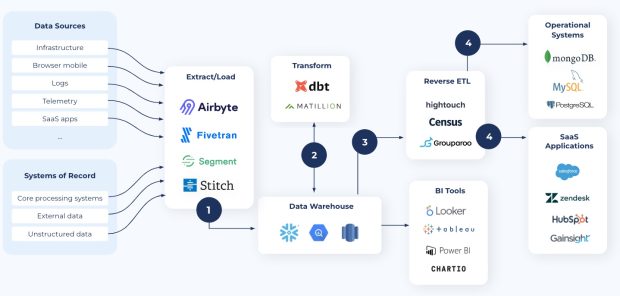 Data Sources
Infrastructure
Browser mobile
Logs
Telemetry
SaaS apps
...
Systems of Record
Core processing systems
External data
Unstructured data
Extract/Load
Airbyte
Fivetran
Segment
Stitch
1
Transform
dbt
MATILLION
2
Data Warehouse
3
Reverse ETL
hightouch
Census
Grouparoo
BI Tools
Looker
+ableau
Power BI
CHARTIO
4
4
Operational
Systems
mongoDB.
MySQL
PostgreSQL
SaaS
Applications
salesforce
zendesk
HubSpot
Gainsight